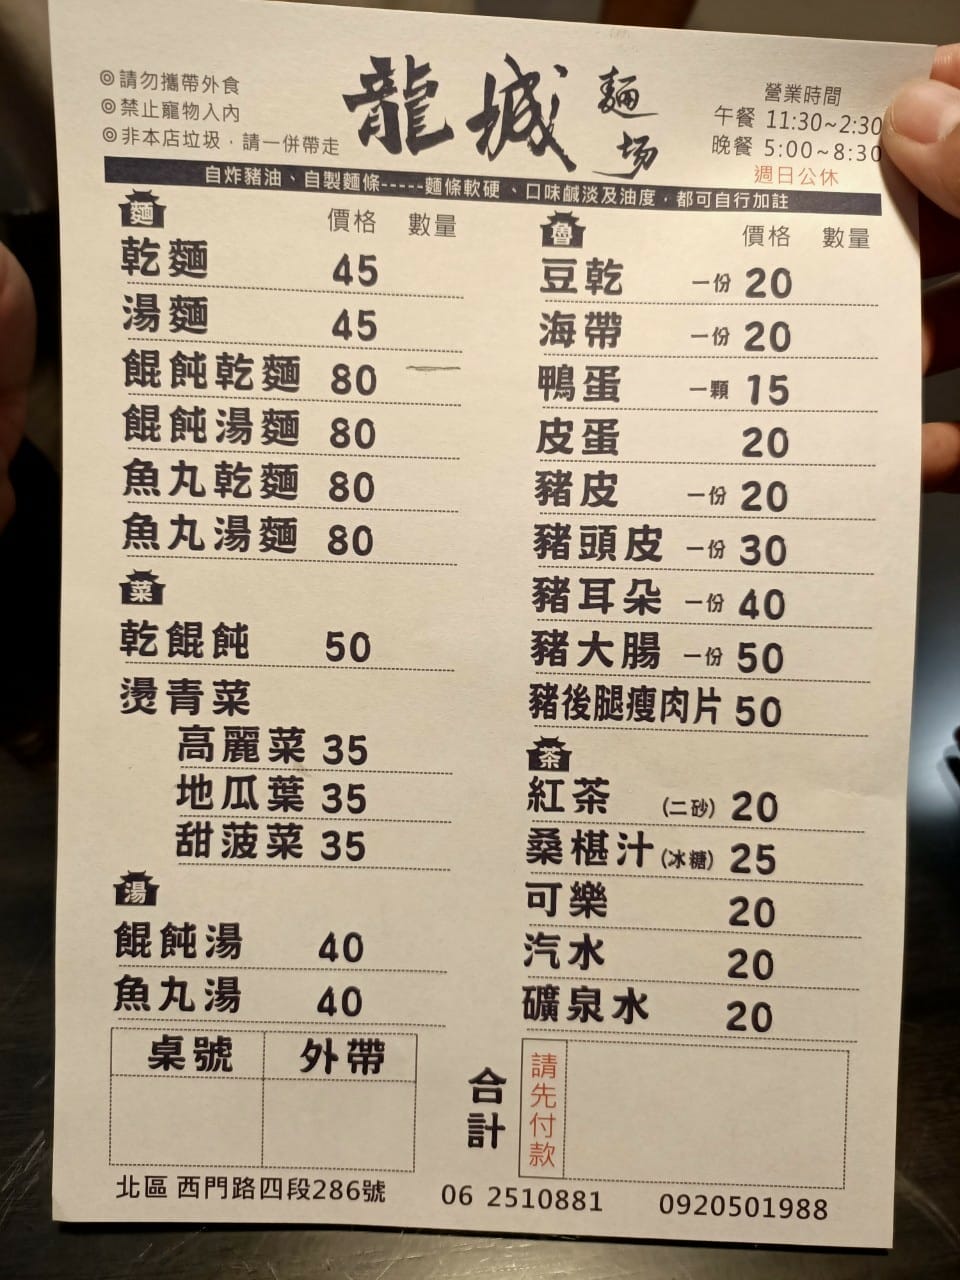 ◎請勿攜帶外食
◎禁止寵物入內
◎非本店垃圾，請一併帶走
龍城麵场
營業時間
午餐 11:30~2:30
晚餐 5:00~8:30
週日公休
自炸豬油、自製麵條-----麵條軟硬、口味鹹淡及油度，都可自行加註
麵 價格 數量
乾麵 45
湯麵 45
餛飩乾麵 80
餛飩湯麵 80
魚丸乾麵 80
魚丸湯麵 80
菜
乾餛飩 50
燙青菜
高麗菜 35
地瓜葉 35
甜菠菜 35
湯
餛飩湯 40
魚丸湯 40
魯 價格 數量
豆乾 一份 20
海帶 一份 20
鴨蛋 一顆 15
皮蛋 20
豬皮 一份 20
豬頭皮 一份 30
豬耳朵 一份 40
豬大腸 一份 50
豬後腿瘦肉片 50
茶
紅茶 (二砂) 20
桑椹汁 (冰糖) 25
可樂 20
汽水 20
礦泉水 20
桌號 外帶
合計
請先付款
北區 西門路四段286號 06 2510881 0920501988